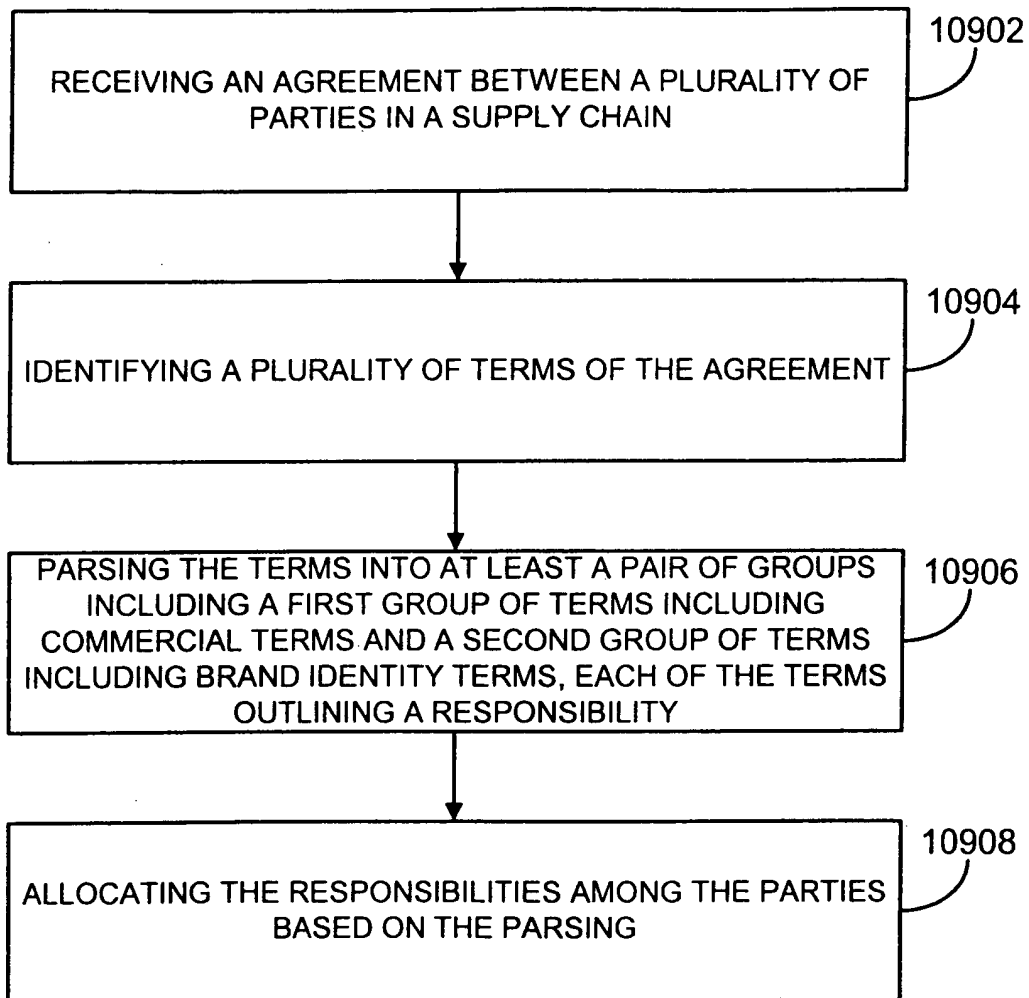 10902
RECEIVING AN AGREEMENT BETWEEN A PLURALITY OF
PARTIES IN A SUPPLY CHAIN
10904
IDENTIFYING A PLURALITY OF TERMS OF THE AGREEMENT
10906
PARSING THE TERMS INTO AT LEAST A PAIR OF GROUPS
INCLUDING A FIRST GROUP OF TERMS INCLUDING
COMMERCIAL TERMS AND A SECOND GROUP OF TERMS
INCLUDING BRAND IDENTITY TERMS, EACH OF THE TERMS
OUTLINING A RESPONSIBILITY
10908
ALLOCATING THE RESPONSIBILITIES AMONG THE PARTIES
BASED ON THE PARSING